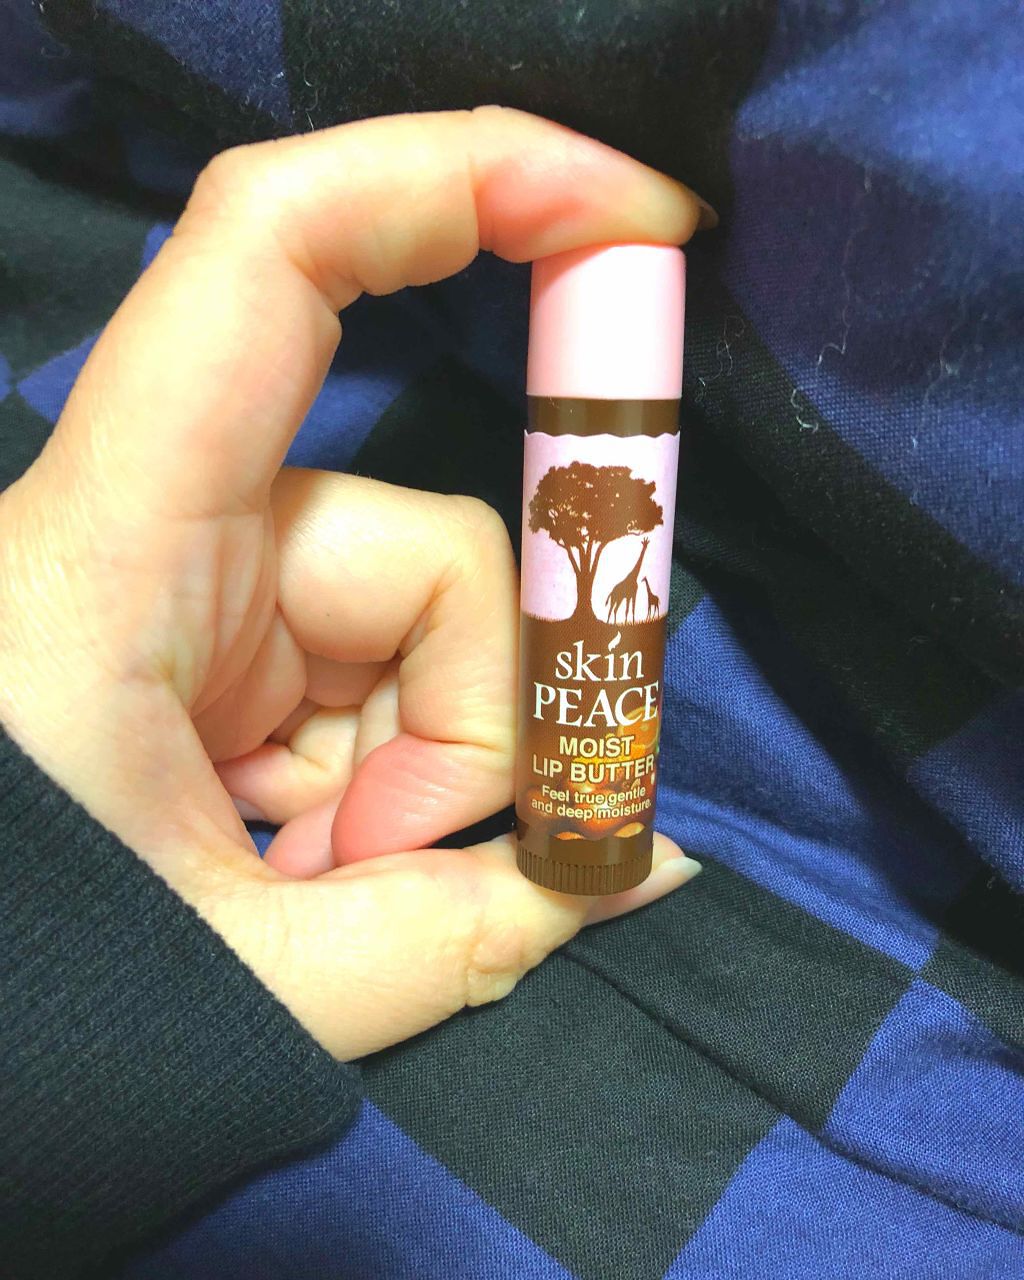 skin
PEACE
MOIST
LIP BUTTER
Feel true gentle
and deep moisture.